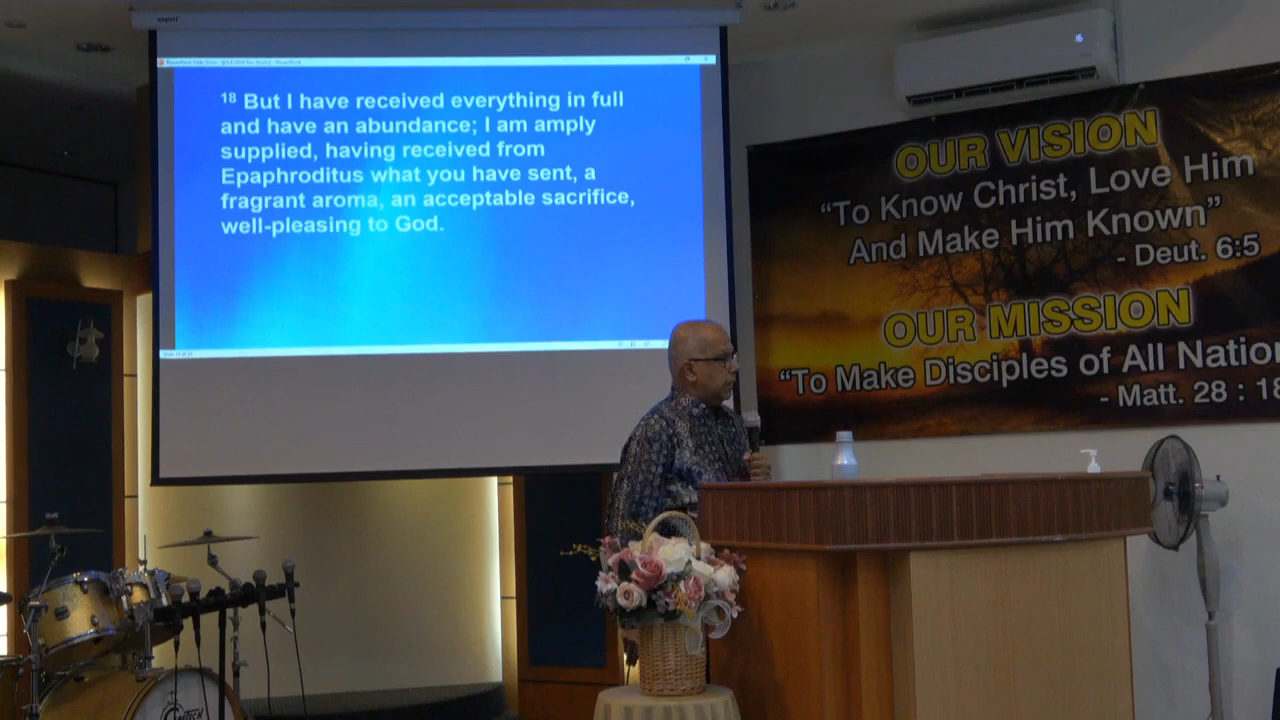 18 But I have received everything in full
and have an abundance; I am amply
supplied, having received from
Epaphroditus what you have sent, a
fragrant aroma, an acceptable sacrifice,
well-pleasing to God.
16
OUR VISION
“To Know Christ, Love Him
And Make Him Known”
- Deut. 6:5
OUR MISSION
“To Make Disciples of All Natio
- Matt. 28 : 18